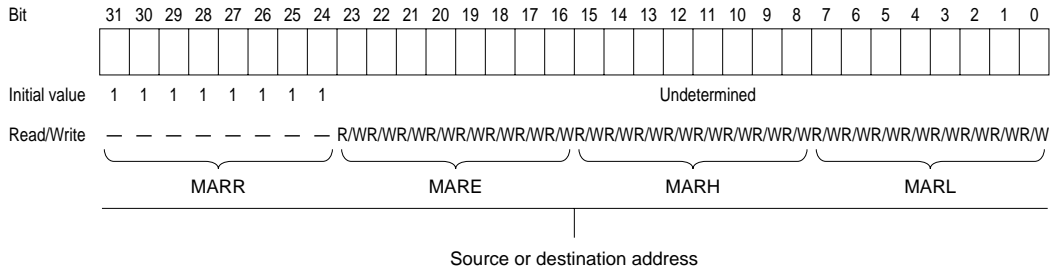 Bit 31 30 29 28 27 26 25 24 23 22 21 20 19 18 17 16 15 14 13 12 11 10 9 8 7 6 5 4 3 2 1 0
Initial value 1 1 1 1 1 1 1 1 Undetermined
Read/Write — — — — — — — — R/WR/WR/WR/WR/WR/WR/WR/WR/WR/WR/WR/WR/WR/WR/WR/WR/WR/WR/WR/WR/WR/WR/WR/W
MARR MARE MARH MARL
Source or destination address